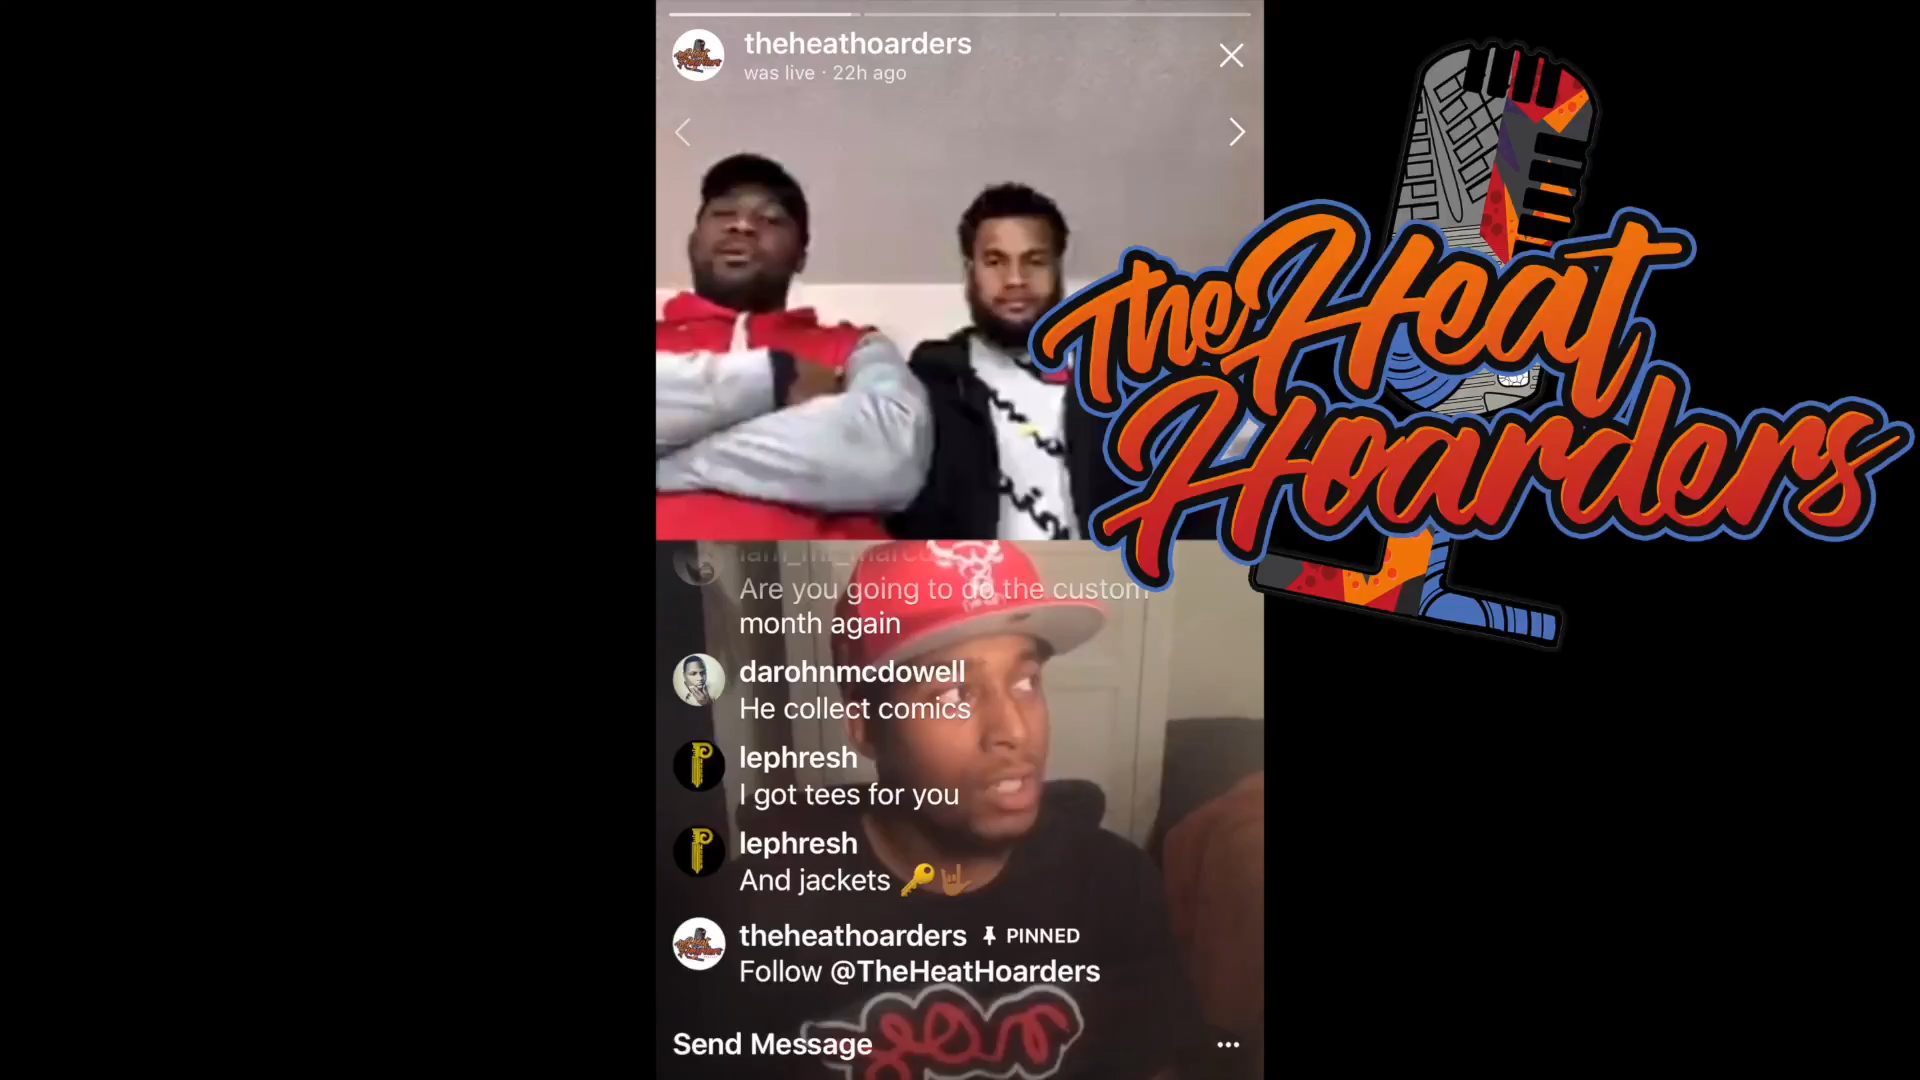 theheathoarders
was live · 22h ago
The Heat
Hoarders
Are you going to do the custom
month again
darohnmcdowell
He collect comics
lephresh
I got tees for you
lephresh
And jackets 🔑🤘🏾
theheathoarders PINNED
Follow @TheHeatHoarders
Send Message